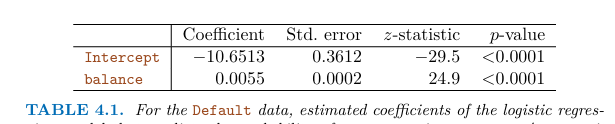 Coefficient Std. error z-statistic p-value
Intercept −10.6513 0.3612 −29.5 <0.0001
balance 0.0055 0.0002 24.9 <0.0001
TABLE 4.1. For the Default data, estimated coefficients of the logistic regres-